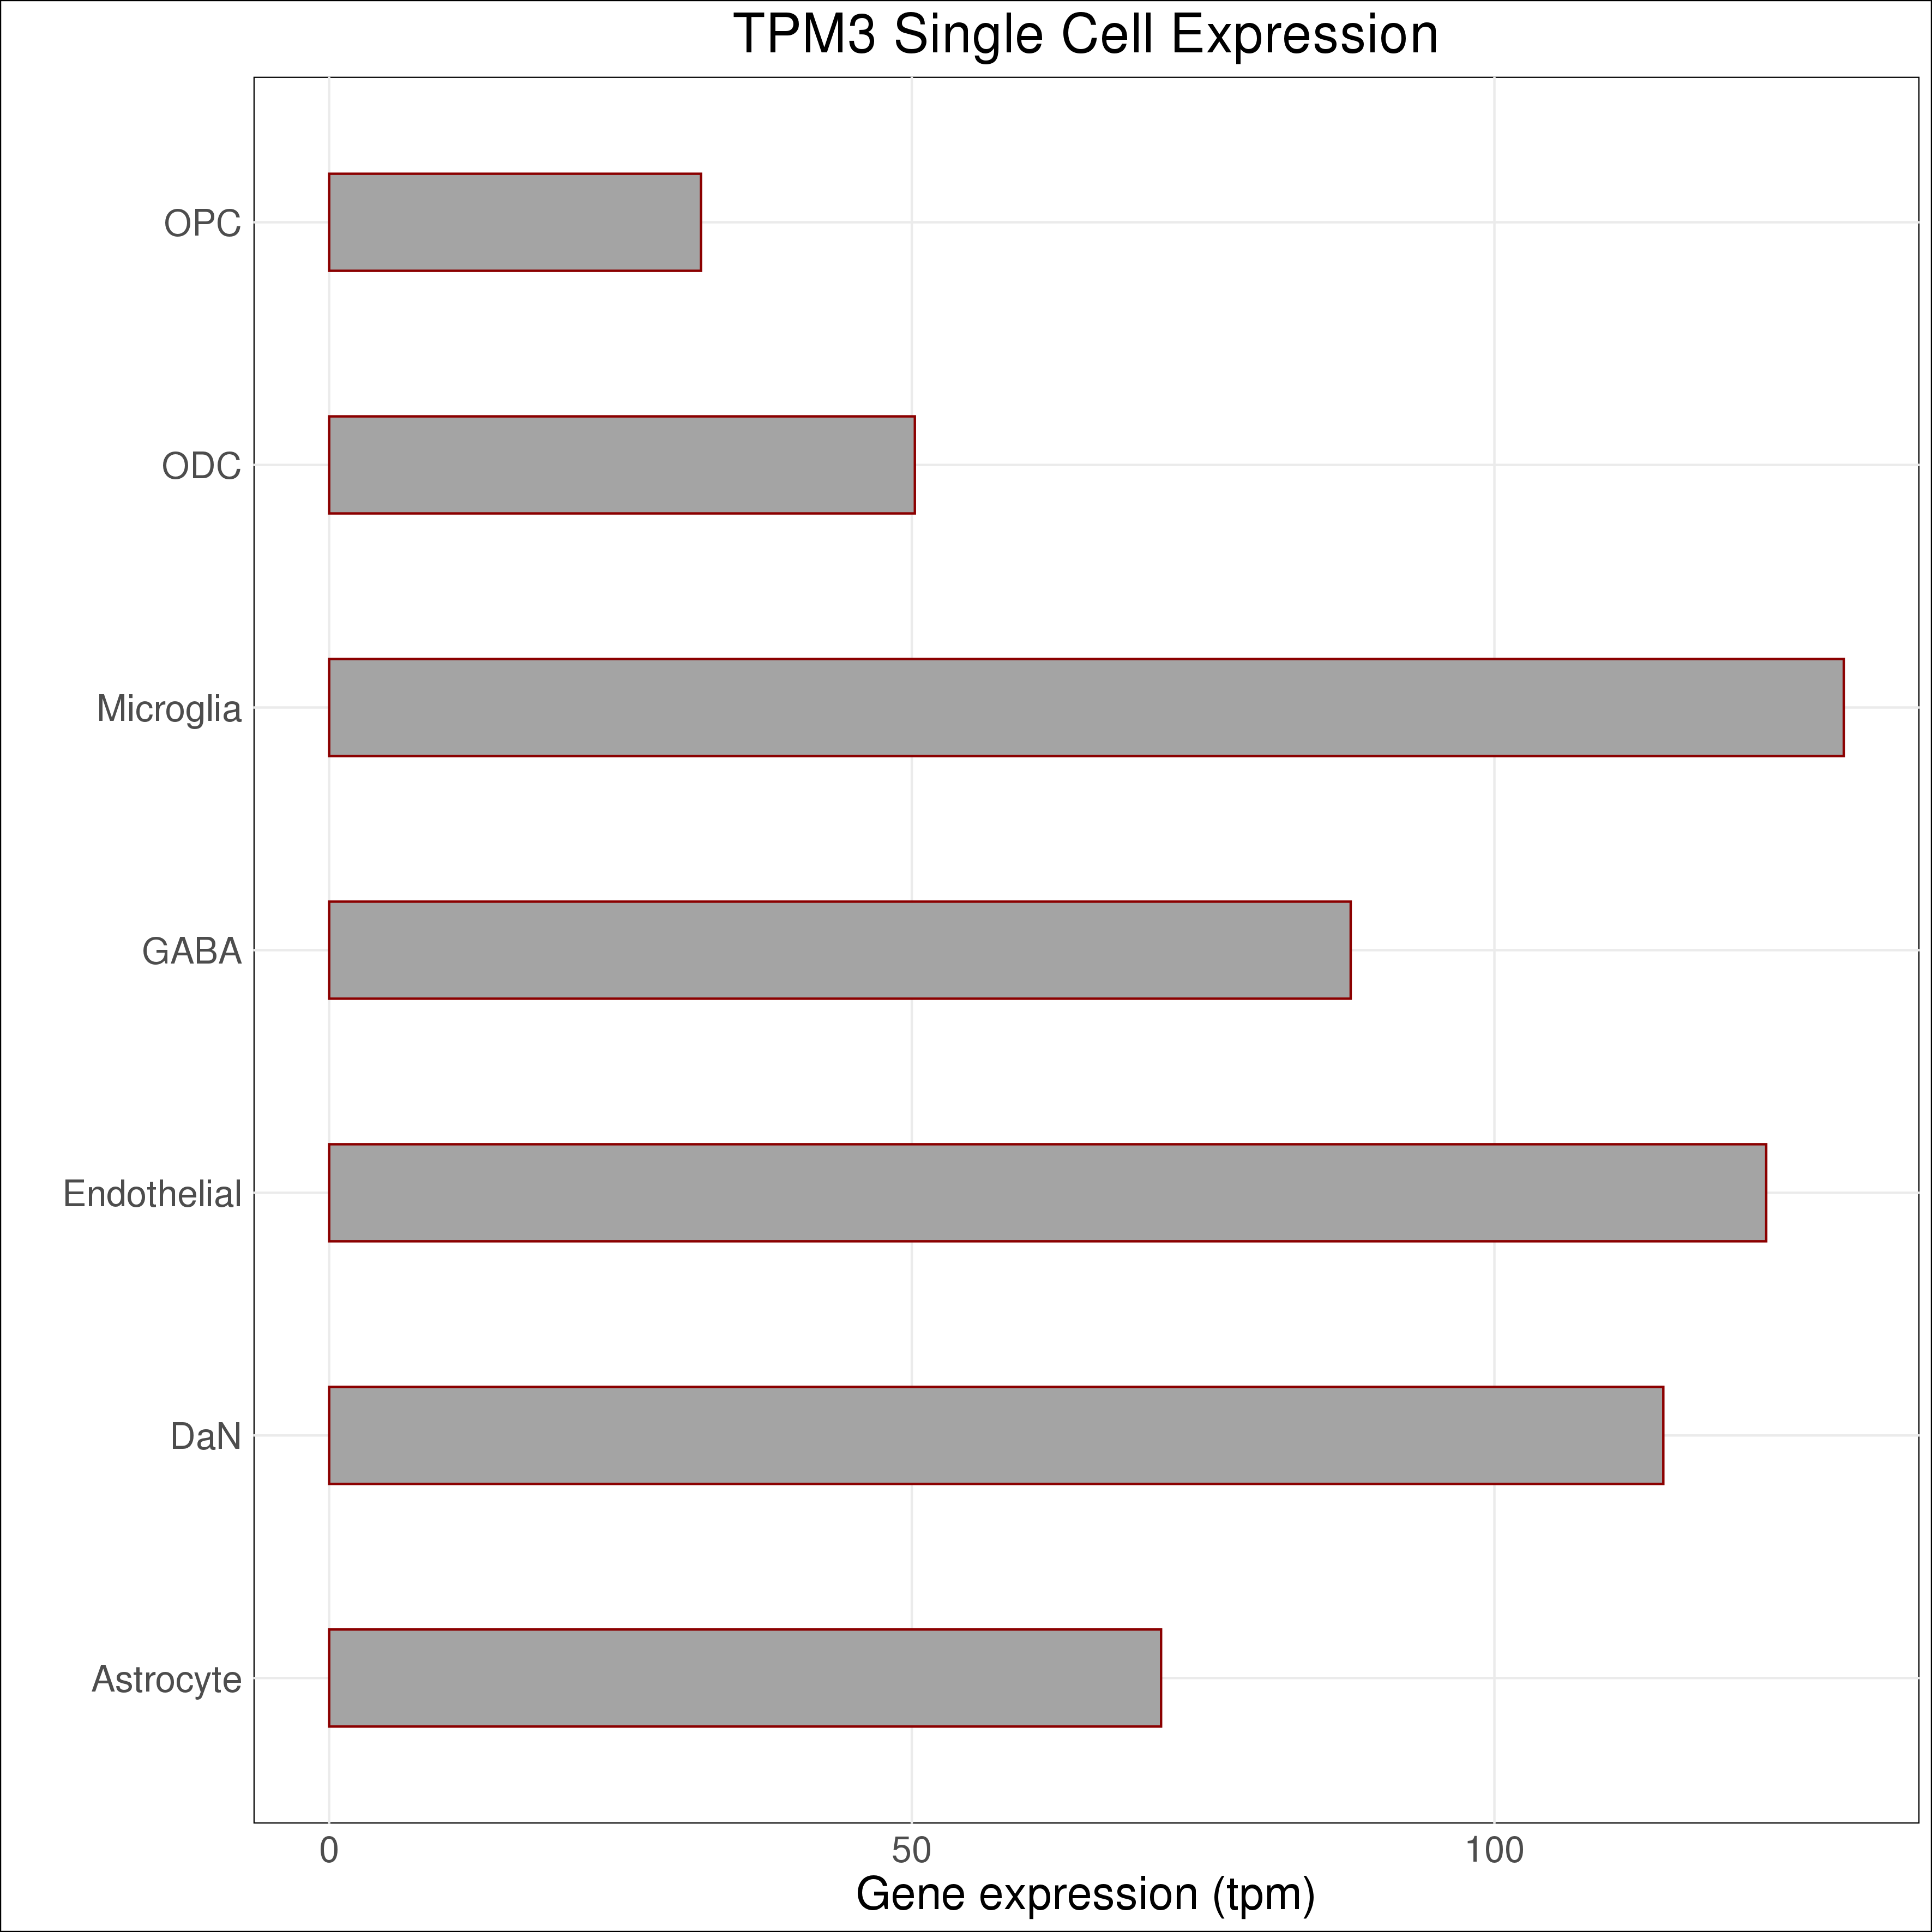 TPM3 Single Cell Expression
OPC
ODC
Microglia
GABA
Endothelial
DaN
Astrocyte
0 50 100
Gene expression (tpm)